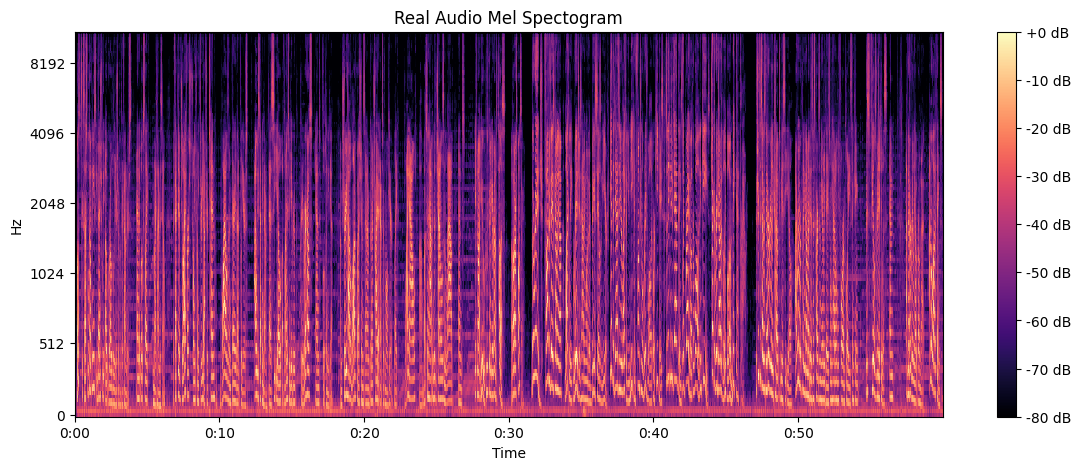 Real Audio Mel Spectogram
Hz
8192
4096
2048
1024
512
0
0:00
0:10
0:20
0:30
0:40
0:50
Time
+0 dB
-10 dB
-20 dB
-30 dB
-40 dB
-50 dB
-60 dB
-70 dB
-80 dB